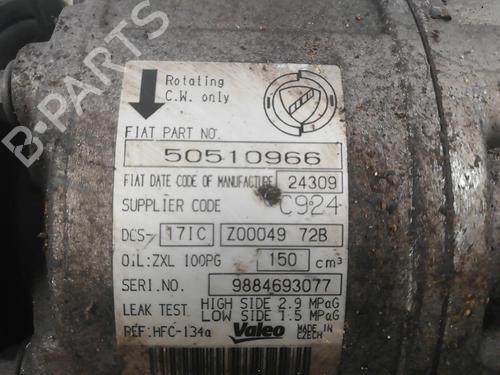 Rotating
C.W. only
FIAT PART NO.
50510966
FIAT DATE CODE OF MANUFACTURE 24309
SUPPLIER CODE C924
DCS- 17IC Z00049 72B
O.L:ZXL 100PG 150 cm³
SERI.NO. 9884693077
LEAK TEST. HIGH SIDE 2.9 MPaG
LOW SIDE 1.5 MPaG
REF:HFC-134a Valeo MADE IN CZECH
B PARTS